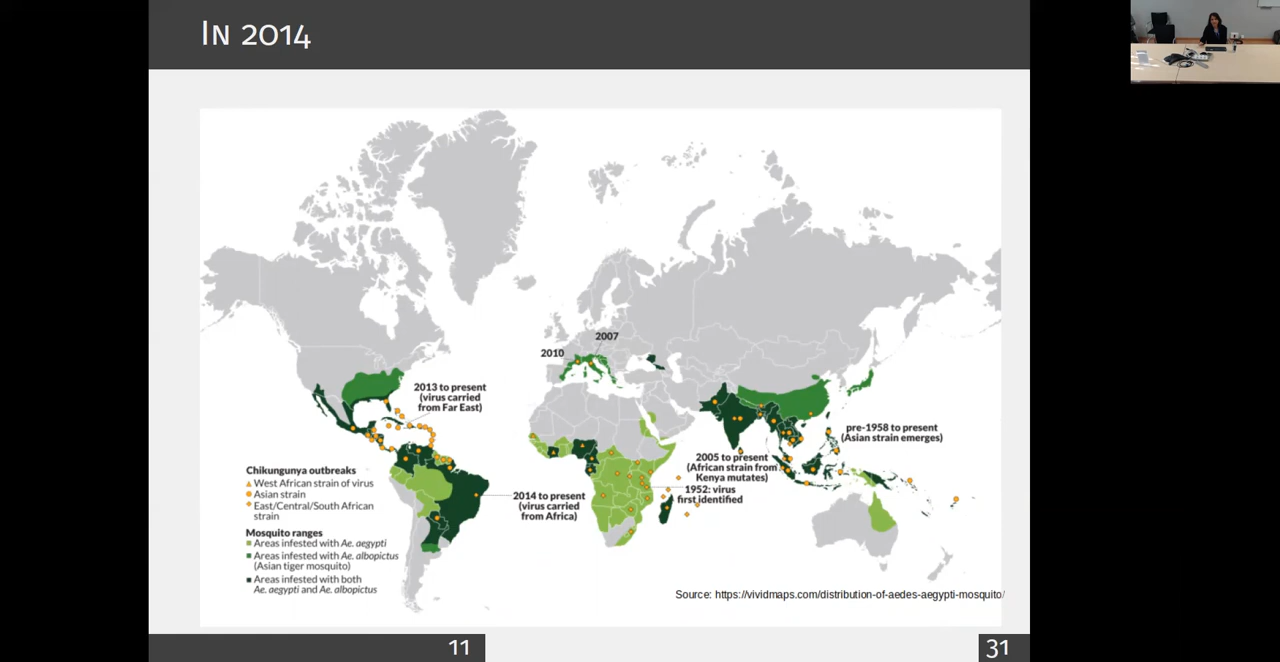 In 2014
2007
2010
2013 to present
(virus carried
from Far East)
pre-1958 to present
(Asian strain emerges)
2005 to present
(African strain from
Kenya mutates)
1952: virus
first identified
2014 to present
(virus carried
from Africa)
Chikungunya outbreaks
West African strain of virus
Asian strain
East/Central/South African
strain
Mosquito ranges
Areas infested with Ae. aegypti
Areas infested with Ae. albopictus
(Asian tiger mosquito)
Areas infested with both
Ae. aegypti and Ae. albopictus
Source: https://vividmaps.com/distribution-of-aedes-aegypti-mosquito/
11
31